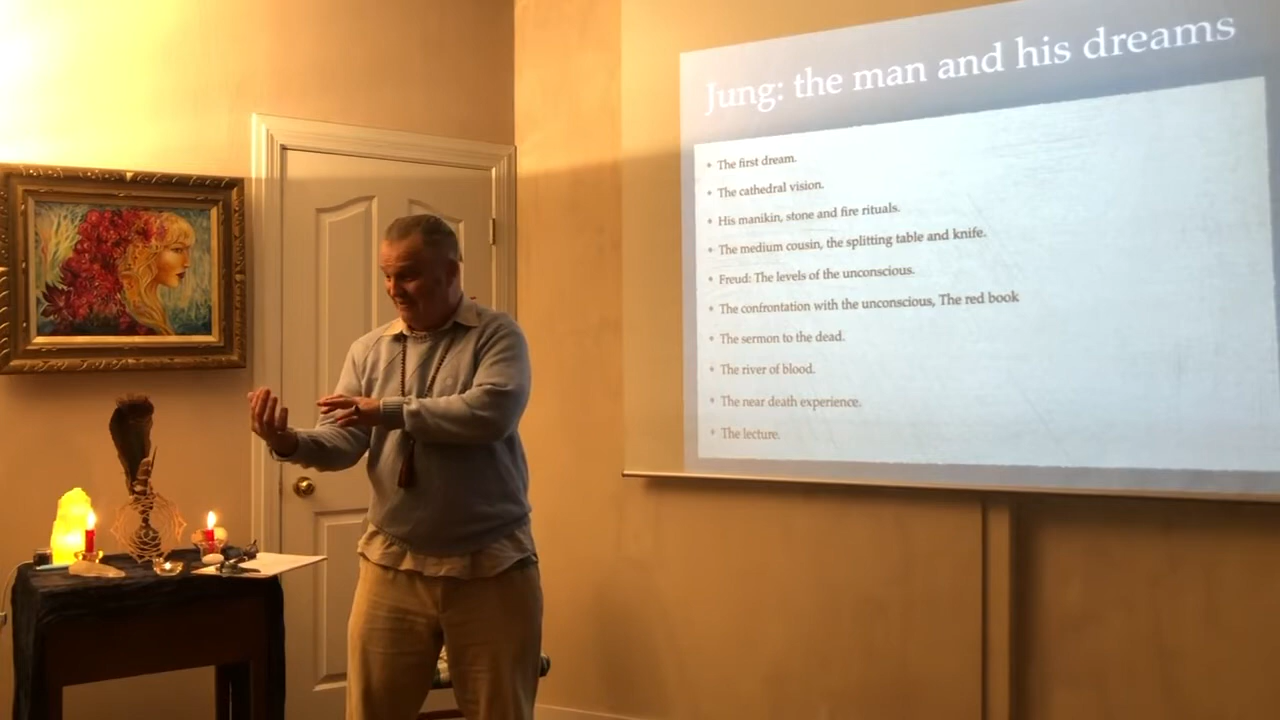 Jung: the man and his dreams
• The first dream.
• The cathedral vision.
• His manikin, stone and fire rituals.
• The medium cousin, the splitting table and knife.
• Freud: The levels of the unconscious.
• The confrontation with the unconscious, The red book
• The sermon to the dead.
• The river of blood.
• The near death experience.
• The lecture.